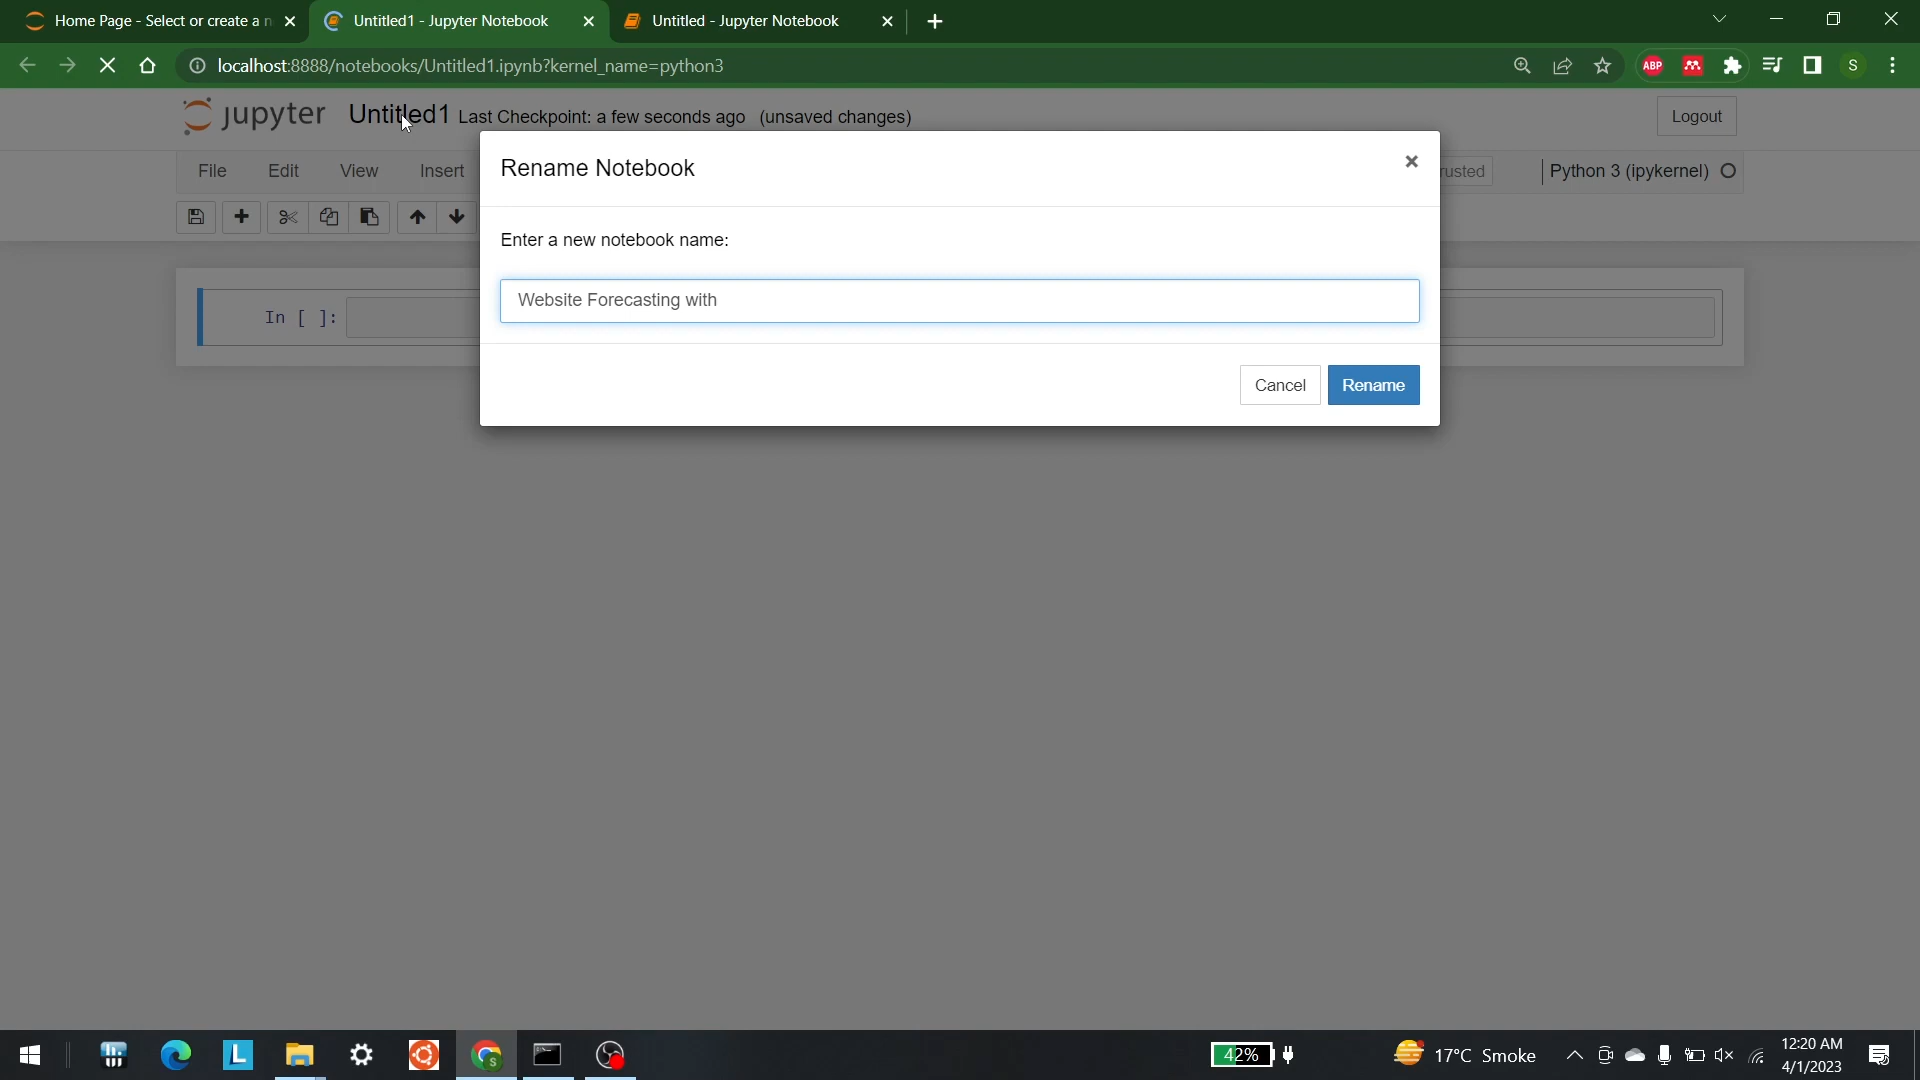 Home Page - Select or create a n
Untitled1 - Jupyter Notebook
Untitled - Jupyter Notebook
localhost:8888/notebooks/Untitled1.ipynb?kernel_name=python3
ABP
S
jupyter Untitled1 Last Checkpoint: a few seconds ago (unsaved changes)
Logout
File Edit View Insert
rusted
Python 3 (ipykernel)
Rename Notebook
×
Enter a new notebook name:
In [ ]:
Website Forecasting with
Cancel
Rename
L
S
42%
17°C Smoke
12:20 AM
4/1/2023